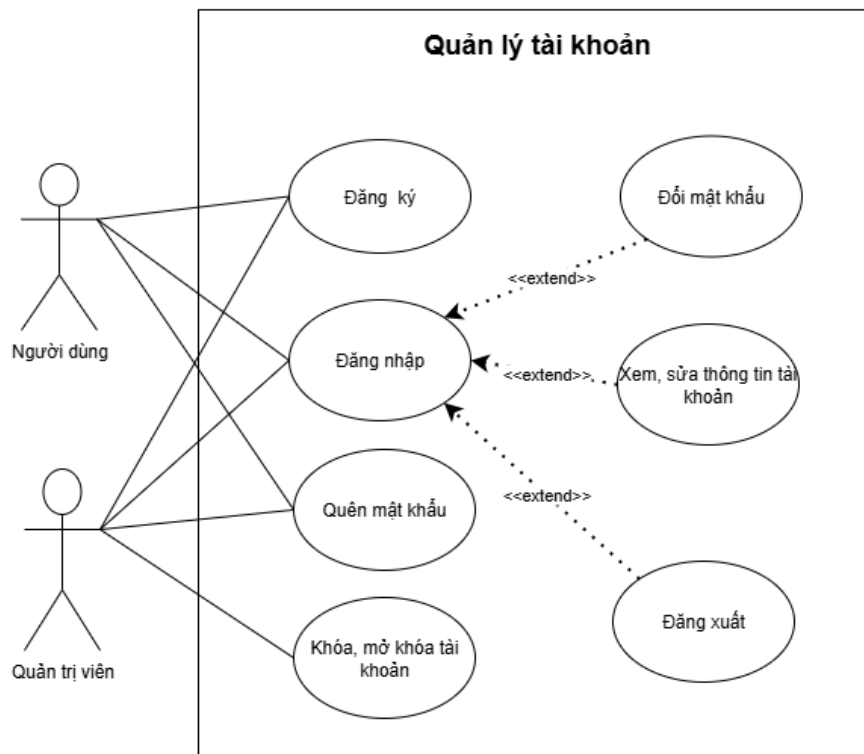 Quản lý tài khoản
Đăng ký
Đổi mật khẩu
<<extend>>
Người dùng
Đăng nhập
<<extend>>
Xem, sửa thông tin tài
khoản
<<extend>>
Quên mật khẩu
Quản trị viên
Khóa, mở khóa tài
khoản
Đăng xuất